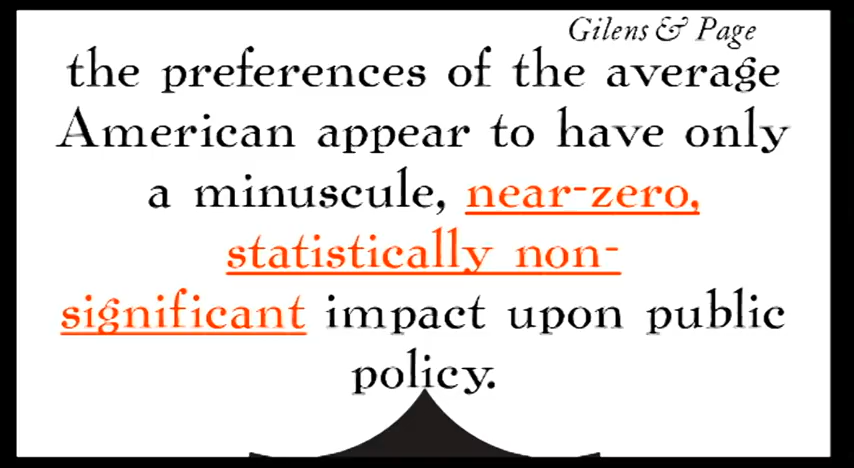 Gilens & Page
the preferences of the average
American appear to have only
a minuscule, near-zero,
statistically non-
significant impact upon public
policy.